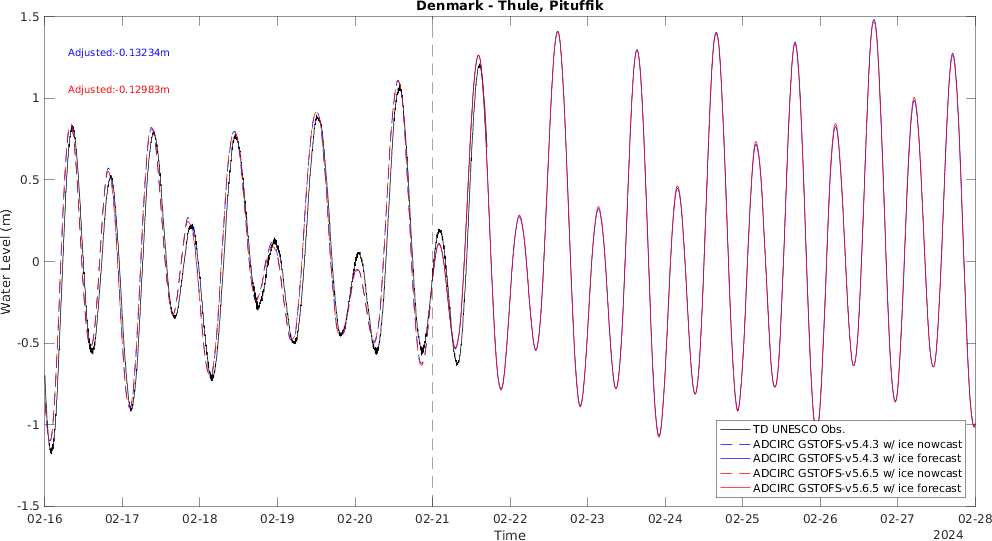 Denmark - Thule, Pituffik
Adjusted:-0.13234m
Adjusted:-0.12983m
Water Level (m)
1.5
1
0.5
0
-0.5
-1
-1.5
TD UNESCO Obs.
ADCIRC GSTOFS-v5.4.3 w/ ice nowcast
ADCIRC GSTOFS-v5.4.3 w/ ice forecast
ADCIRC GSTOFS-v5.6.5 w/ ice nowcast
ADCIRC GSTOFS-v5.6.5 w/ ice forecast
02-16 02-17 02-18 02-19 02-20 02-21 02-22 02-23 02-24 02-25 02-26 02-27 02-28
Time
2024